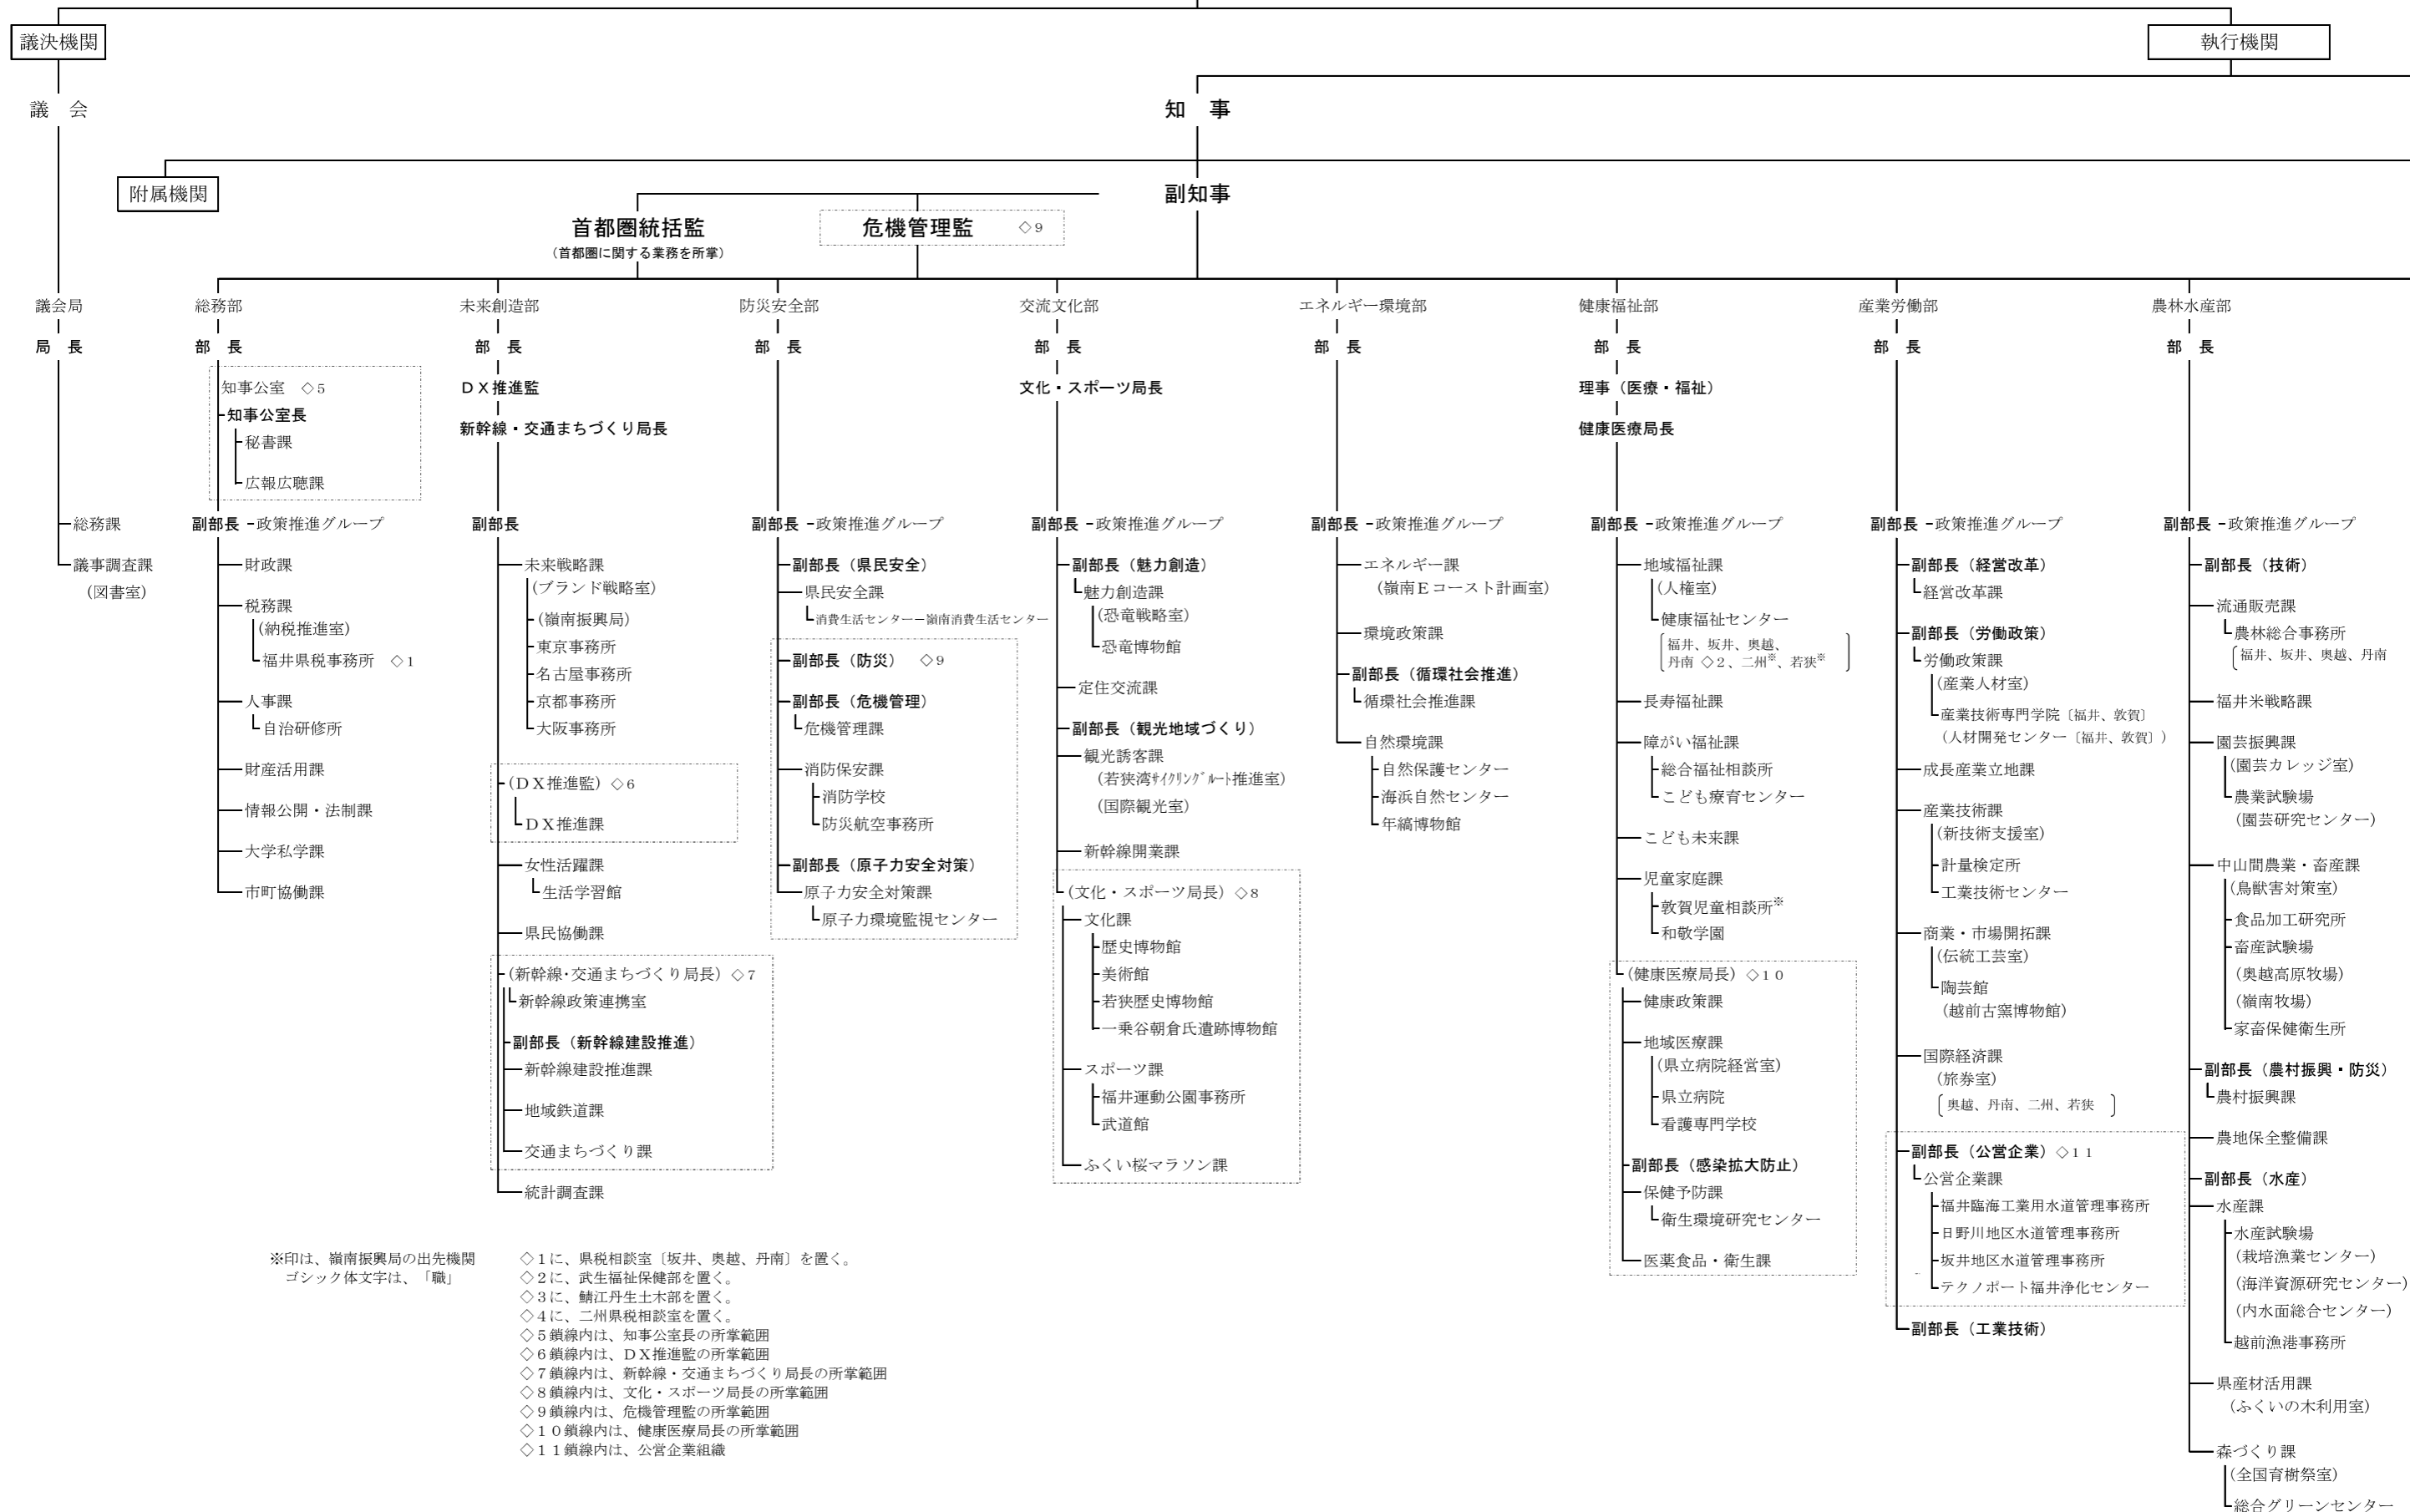 議決機関
執行機関
議　会
知　事
附属機関
副知事
首都圏統括監
（首都圏に関する業務を所掌）
危機管理監　◇９
議会局
局　長
総務課
議事調査課
（図書室）
総務部
部　長
知事公室　◇５
知事公室長
秘書課
広報広聴課
副部長－政策推進グループ
財政課
税務課
（納税推進室）
福井県税事務所　◇１
人事課
自治研修所
財産活用課
情報公開・法制課
大学私学課
市町協働課
未来創造部
部　長
ＤＸ推進監
新幹線・交通まちづくり局長
副部長
未来戦略課
（ブランド戦略室）
（嶺南振興局）
東京事務所
名古屋事務所
京都事務所
大阪事務所
（ＤＸ推進監）◇６
ＤＸ推進課
女性活躍課
生活学習館
県民協働課
（新幹線・交通まちづくり局長）◇７
新幹線政策連携室
副部長（新幹線建設推進）
新幹線建設推進課
地域鉄道課
交通まちづくり課
統計調査課
防災安全部
部　長
副部長－政策推進グループ
副部長（県民安全）
県民安全課
消費生活センター－嶺南消費生活センター
副部長（防災）　◇９
副部長（危機管理）
危機管理課
消防保安課
消防学校
防災航空事務所
副部長（原子力安全対策）
原子力安全対策課
原子力環境監視センター
交流文化部
部　長
文化・スポーツ局長
副部長－政策推進グループ
副部長（魅力創造）
魅力創造課
（恐竜戦略室）
恐竜博物館
定住交流課
副部長（観光地域づくり）
観光誘客課
（若狭湾ｻｲｸﾘﾝｸﾞﾙｰﾄ推進室）
（国際観光室）
新幹線開業課
（文化・スポーツ局長）◇８
文化課
歴史博物館
美術館
若狭歴史博物館
一乗谷朝倉氏遺跡博物館
スポーツ課
福井運動公園事務所
武道館
ふくい桜マラソン課
エネルギー環境部
部　長
副部長－政策推進グループ
エネルギー課
（嶺南Ｅコースト計画室）
環境政策課
副部長（循環社会推進）
循環社会推進課
自然環境課
自然保護センター
海浜自然センター
年縞博物館
健康福祉部
部　長
理事（医療・福祉）
健康医療局長
副部長－政策推進グループ
地域福祉課
（人権室）
健康福祉センター
福井、坂井、奥越、
丹南 ◇２、二州※、若狭※
長寿福祉課
障がい福祉課
総合福祉相談所
こども療育センター
こども未来課
児童家庭課
敦賀児童相談所※
和敬学園
（健康医療局長）◇１０
健康政策課
地域医療課
（県立病院経営室）
県立病院
看護専門学校
副部長（感染拡大防止）
保健予防課
衛生環境研究センター
医薬食品・衛生課
産業労働部
部　長
副部長－政策推進グループ
副部長（経営改革）
経営改革課
副部長（労働政策）
労働政策課
（産業人材室）
産業技術専門学院〔福井、敦賀〕
（人材開発センター〔福井、敦賀〕）
成長産業立地課
産業技術課
（新技術支援室）
計量検定所
工業技術センター
商業・市場開拓課
（伝統工芸室）
陶芸館
（越前古窯博物館）
国際経済課
（旅券室）
〔奥越、丹南、二州、若狭〕
副部長（公営企業）◇１１
公営企業課
福井臨海工業用水道管理事務所
日野川地区水道管理事務所
坂井地区水道管理事務所
テクノポート福井浄化センター
副部長（工業技術）
農林水産部
部　長
副部長－政策推進グループ
副部長（技術）
流通販売課
農林総合事務所
〔福井、坂井、奥越、丹南
福井米戦略課
園芸振興課
（園芸カレッジ室）
農業試験場
（園芸研究センター）
中山間農業・畜産課
（鳥獣害対策室）
食品加工研究所
畜産試験場
（奥越高原牧場）
（嶺南牧場）
家畜保健衛生所
副部長（農村振興・防災）
農村振興課
農地保全整備課
副部長（水産）
水産課
水産試験場
（栽培漁業センター）
（海洋資源研究センター）
（内水面総合センター）
越前漁港事務所
県産材活用課
（ふくいの木利用室）
森づくり課
（全国育樹祭室）
総合グリーンセンター
※印は、嶺南振興局の出先機関
ゴシック体文字は、「職」
◇１に、県税相談室〔坂井、奥越、丹南〕を置く。
◇２に、武生福祉保健部を置く。
◇３に、鯖江丹生土木部を置く。
◇４に、二州県税相談室を置く。
◇５鎖線内は、知事公室長の所掌範囲
◇６鎖線内は、ＤＸ推進監の所掌範囲
◇７鎖線内は、新幹線・交通まちづくり局長の所掌範囲
◇８鎖線内は、文化・スポーツ局長の所掌範囲
◇９鎖線内は、危機管理監の所掌範囲
◇１０鎖線内は、健康医療局長の所掌範囲
◇１１鎖線内は、公営企業組織